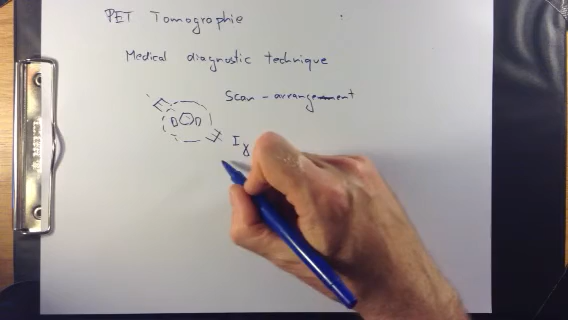 PET Tomographie
Medical diagnostic technique
Scan-arrangement
I γ